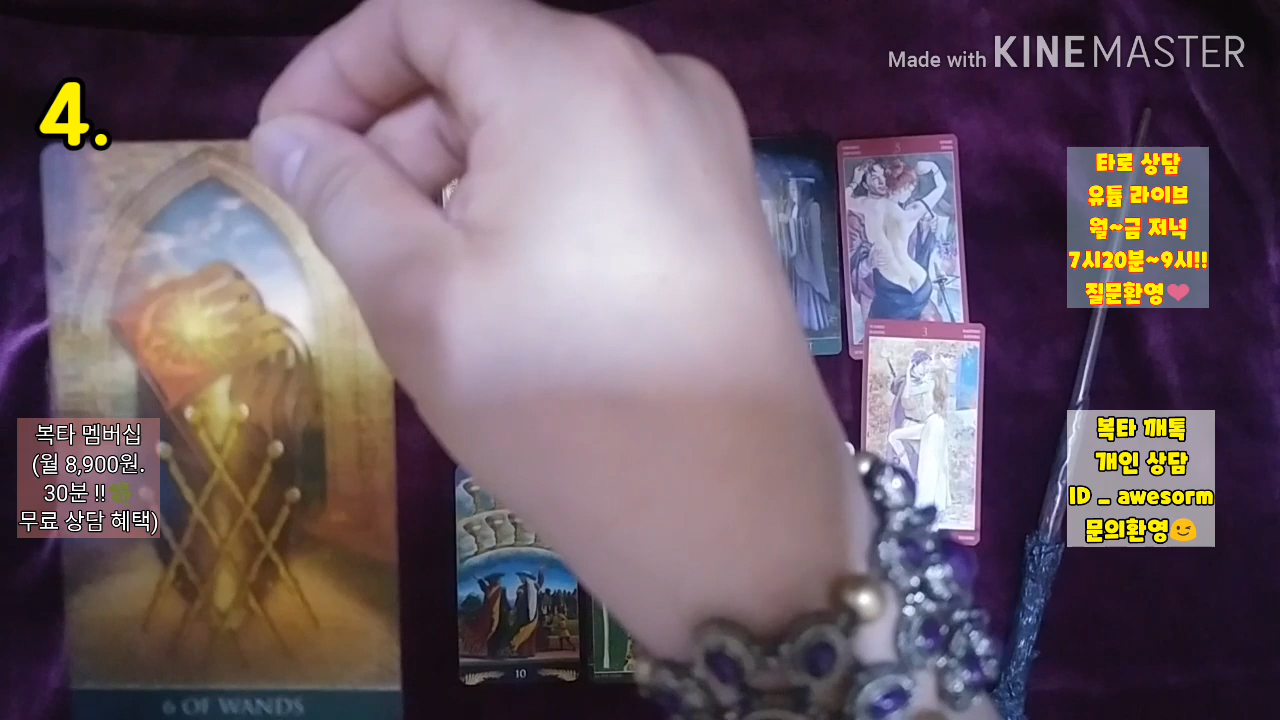 Made with KINEMASTER
4.
타로 상담
유튭 라이브
월~금 저녁
7시20분~9시!!
질문환영❤
3
복타 멤버십
(월 8,900원.
30분 !!
무료 상담 혜택)
복타 깨톡
개인 상담
ID _ awesorm
문의환영😉
10
6 OF WANDS